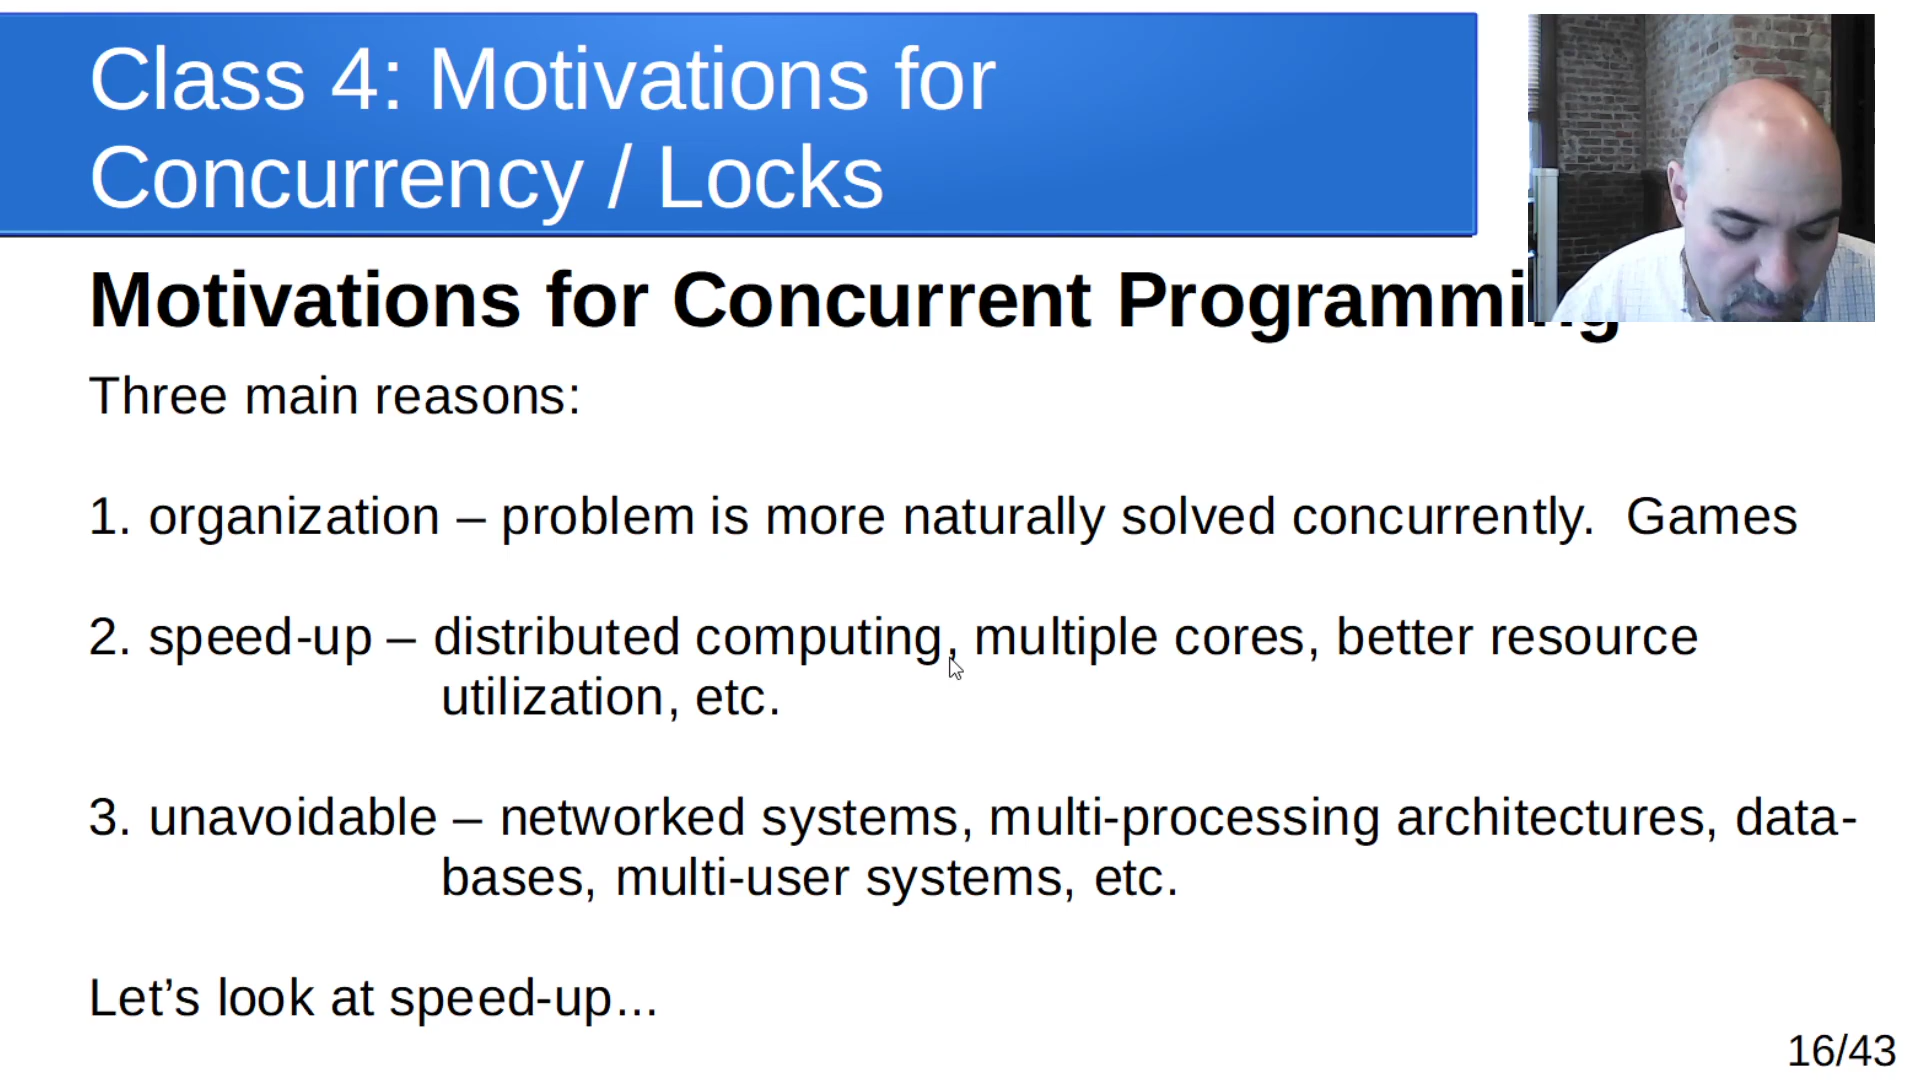 Class 4: Motivations for
Concurrency / Locks
Motivations for Concurrent Programming
Three main reasons:
1. organization – problem is more naturally solved concurrently.  Games
2. speed-up – distributed computing, multiple cores, better resource
utilization, etc.
3. unavoidable – networked systems, multi-processing architectures, data-
bases, multi-user systems, etc.
Let’s look at speed-up...
16/43